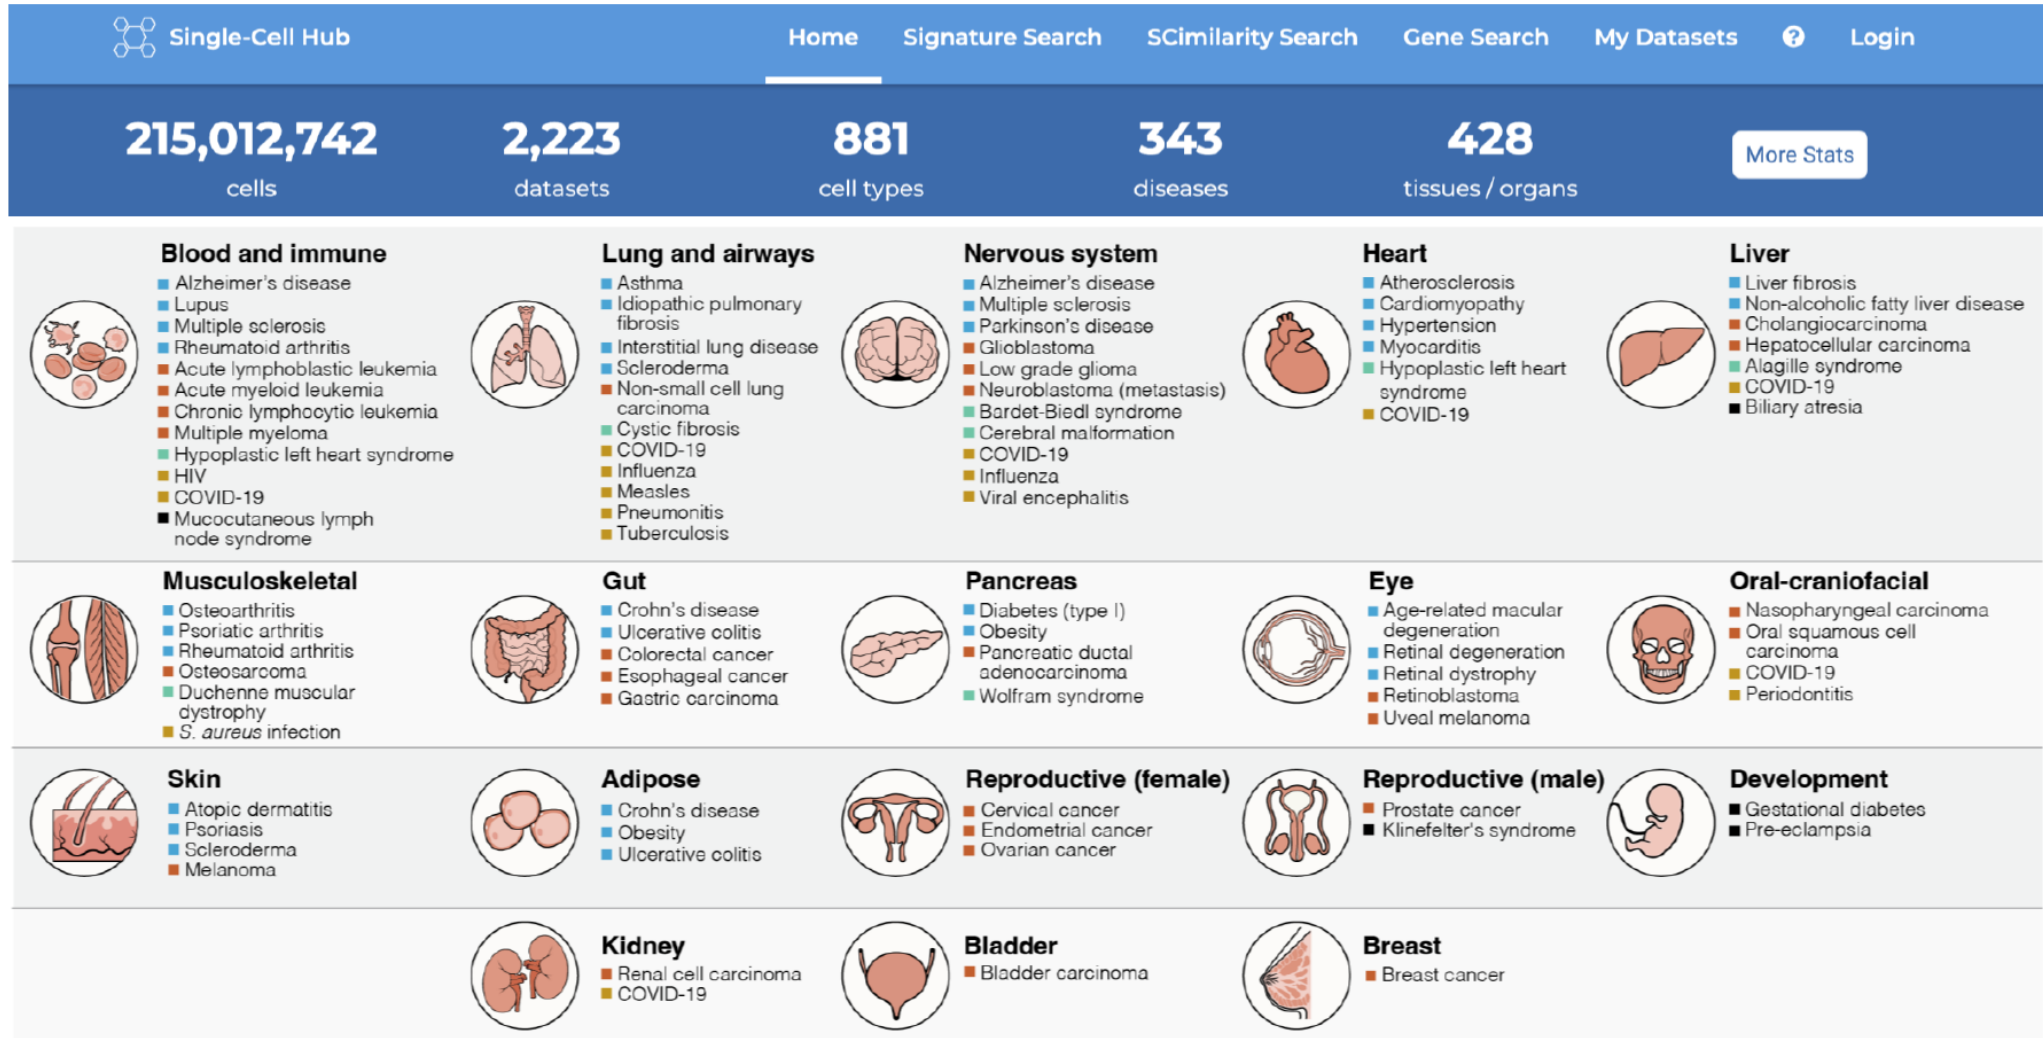 Single-Cell Hub
Home
Signature Search
SCimilarity Search
Gene Search
My Datasets
?
Login
215,012,742
cells
2,223
datasets
881
cell types
343
diseases
428
tissues / organs
More Stats
Blood and immune
Alzheimer's disease
Lupus
Multiple sclerosis
Rheumatoid arthritis
Acute lymphoblastic leukemia
Acute myeloid leukemia
Chronic lymphocytic leukemia
Multiple myeloma
Hypoplastic left heart syndrome
HIV
COVID-19
Mucocutaneous lymph
node syndrome
Lung and airways
Asthma
Idiopathic pulmonary
fibrosis
Interstitial lung disease
Scleroderma
Non-small cell lung
carcinoma
Cystic fibrosis
COVID-19
Influenza
Measles
Pneumonitis
Tuberculosis
Nervous system
Alzheimer's disease
Multiple sclerosis
Parkinson's disease
Glioblastoma
Low grade glioma
Neuroblastoma (metastasis)
Bardet-Biedl syndrome
Cerebral malformation
COVID-19
Influenza
Viral encephalitis
Heart
Atherosclerosis
Cardiomyopathy
Hypertension
Myocarditis
Hypoplastic left heart
syndrome
COVID-19
Liver
Liver fibrosis
Non-alcoholic fatty liver disease
Cholangiocarcinoma
Hepatocellular carcinoma
Alagille syndrome
COVID-19
Biliary atresia
Musculoskeletal
Osteoarthritis
Psoriatic arthritis
Rheumatoid arthritis
Osteosarcoma
Duchenne muscular
dystrophy
S. aureus infection
Gut
Crohn's disease
Ulcerative colitis
Colorectal cancer
Esophageal cancer
Gastric carcinoma
Pancreas
Diabetes (type I)
Obesity
Pancreatic ductal
adenocarcinoma
Wolfram syndrome
Eye
Age-related macular
degeneration
Retinal degeneration
Retinal dystrophy
Retinoblastoma
Uveal melanoma
Oral-craniofacial
Nasopharyngeal carcinoma
Oral squamous cell
carcinoma
COVID-19
Periodontitis
Skin
Atopic dermatitis
Psoriasis
Scleroderma
Melanoma
Adipose
Crohn's disease
Obesity
Ulcerative colitis
Reproductive (female)
Cervical cancer
Endometrial cancer
Ovarian cancer
Reproductive (male)
Prostate cancer
Klinefelter's syndrome
Development
Gestational diabetes
Pre-eclampsia
Kidney
Renal cell carcinoma
COVID-19
Bladder
Bladder carcinoma
Breast
Breast cancer